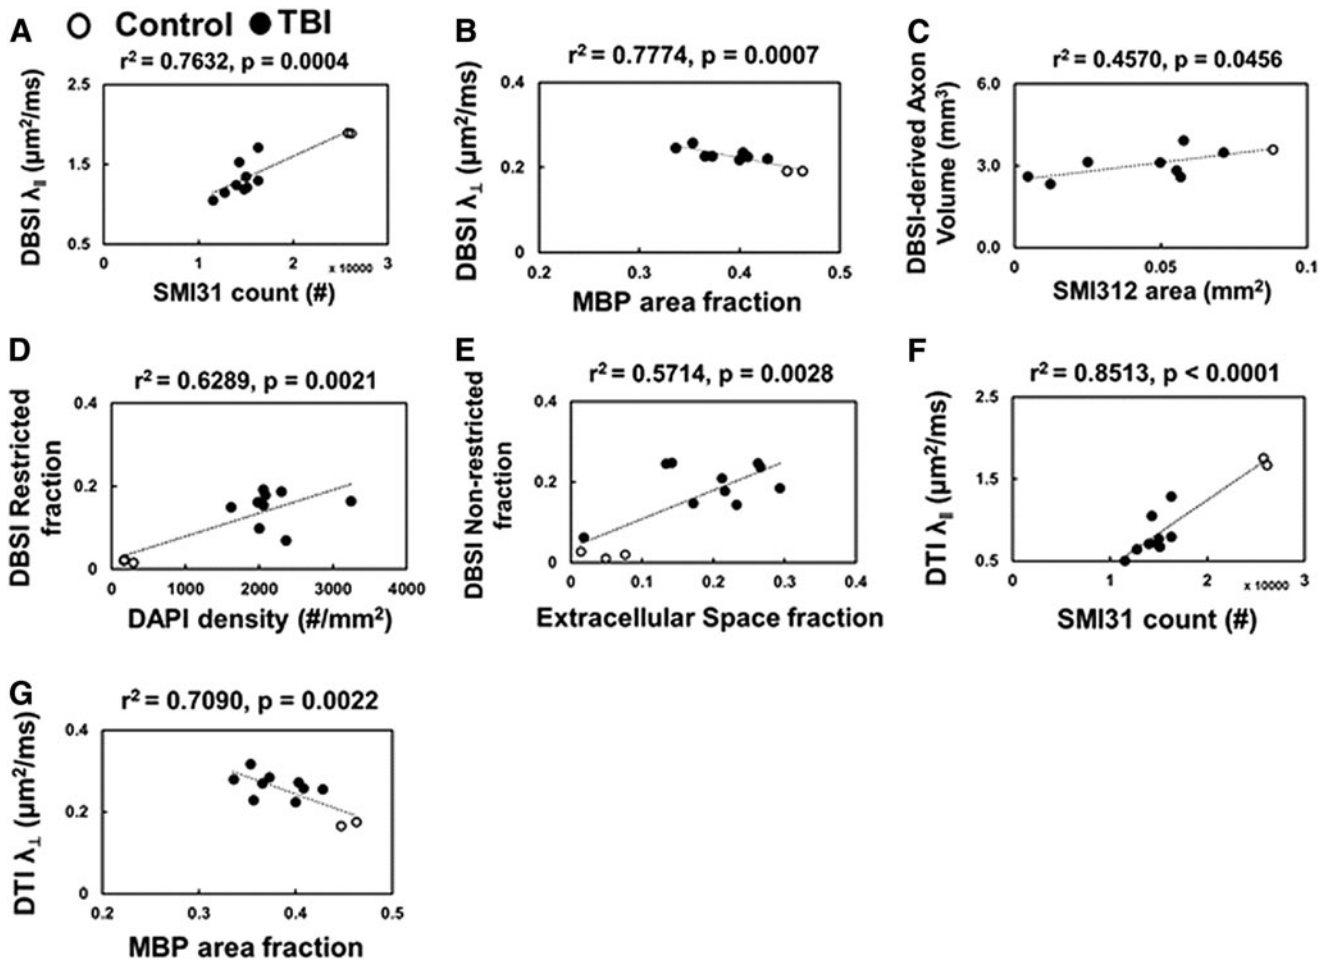 ○ Control ● TBI
A
r² = 0.7632, p = 0.0004
DBSI λ∥ (μm²/ms)
2.5
1.5
0.5
0 1 2 3
x 10000
SMI31 count (#)
B
r² = 0.7774, p = 0.0007
DBSI λ⊥ (μm²/ms)
0.4
0.2
0
0.2 0.3 0.4 0.5
MBP area fraction
C
r² = 0.4570, p = 0.0456
DBSI-derived Axon
Volume (mm³)
6.0
3.0
0.0
0 0.05 0.1
SMI312 area (mm²)
D
r² = 0.6289, p = 0.0021
DBSI Restricted
fraction
0.4
0.2
0
0 1000 2000 3000 4000
DAPI density (#/mm²)
E
r² = 0.5714, p = 0.0028
DBSI Non-restricted
fraction
0.4
0.2
0
0 0.1 0.2 0.3 0.4
Extracellular Space fraction
F
r² = 0.8513, p < 0.0001
DTI λ∥ (μm²/ms)
2.5
1.5
0.5
0 1 2 3
x 10000
SMI31 count (#)
G
r² = 0.7090, p = 0.0022
DTI λ⊥ (μm²/ms)
0.4
0.2
0
0.2 0.3 0.4 0.5
MBP area fraction